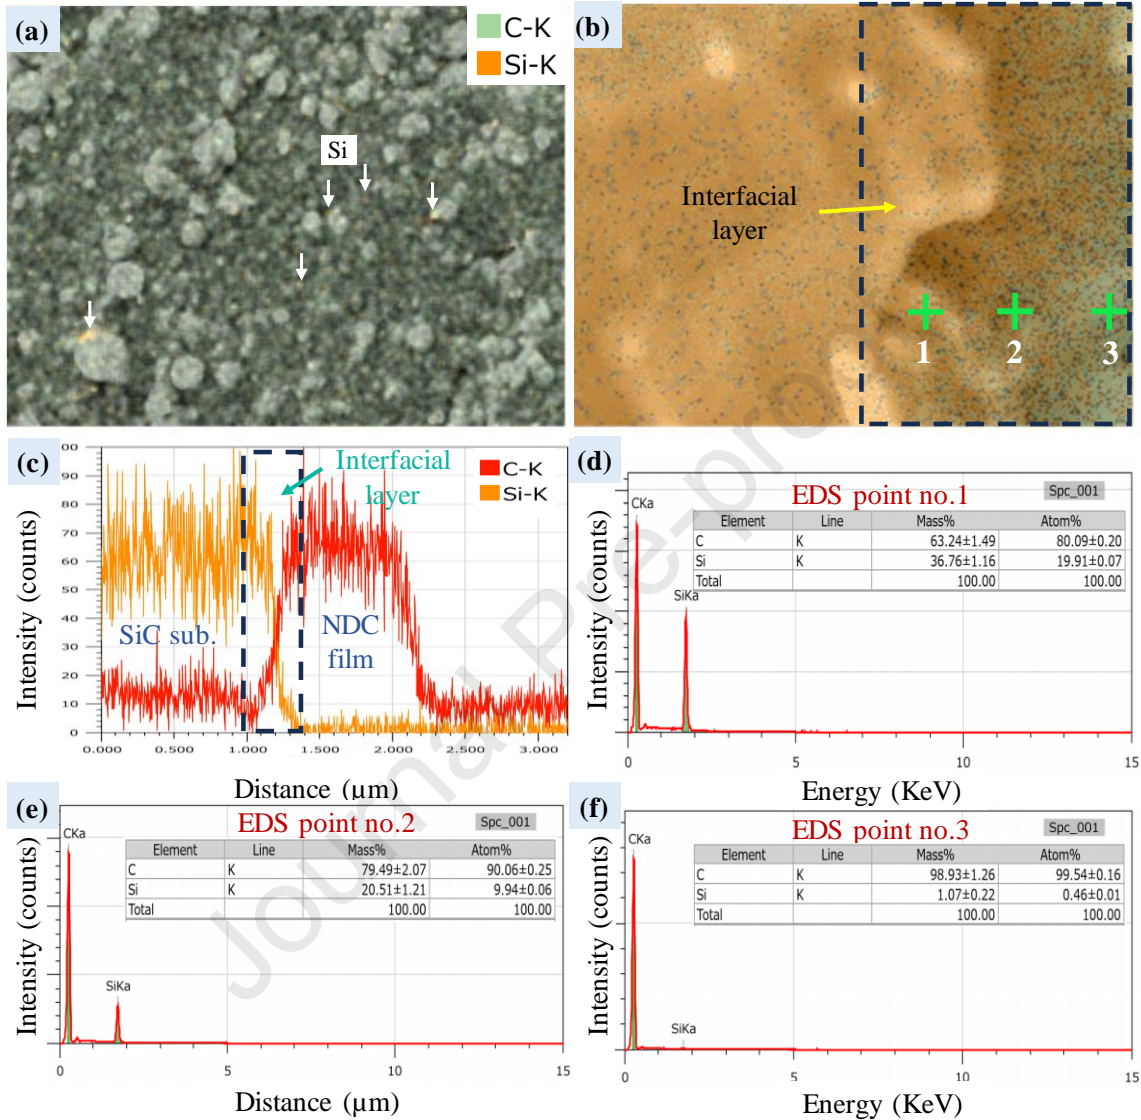 (a)
C-K
Si-K
Si
(b)
Interfacial
layer
1
2
3
(c)
Interfacial
layer
C-K
Si-K
SiC sub.
NDC
film
Intensity (counts)
00
90
80
70
60
50
40
30
20
10
0
0.000 0.500 1.000 1.500 2.000 2.500 3.000
Distance (µm)
(d)
EDS point no.1
Spc_001
CKa
Element Line Mass% Atom%
C K 63.24±1.49 80.09±0.20
Si K 36.76±1.16 19.91±0.07
Total 100.00 100.00
SiKa
Intensity (counts)
0 5 10 15
Energy (KeV)
(e)
EDS point no.2
Spc_001
CKa
Element Line Mass% Atom%
C K 79.49±2.07 90.06±0.25
Si K 20.51±1.21 9.94±0.06
Total 100.00 100.00
SiKa
Intensity (counts)
0 5 10 15
Distance (µm)
(f)
EDS point no.3
Spc_001
CKa
Element Line Mass% Atom%
C K 98.93±1.26 99.54±0.16
Si K 1.07±0.22 0.46±0.01
Total 100.00 100.00
SiKa
Intensity (counts)
0 5 10 15
Energy (KeV)
Journal Pre-proo